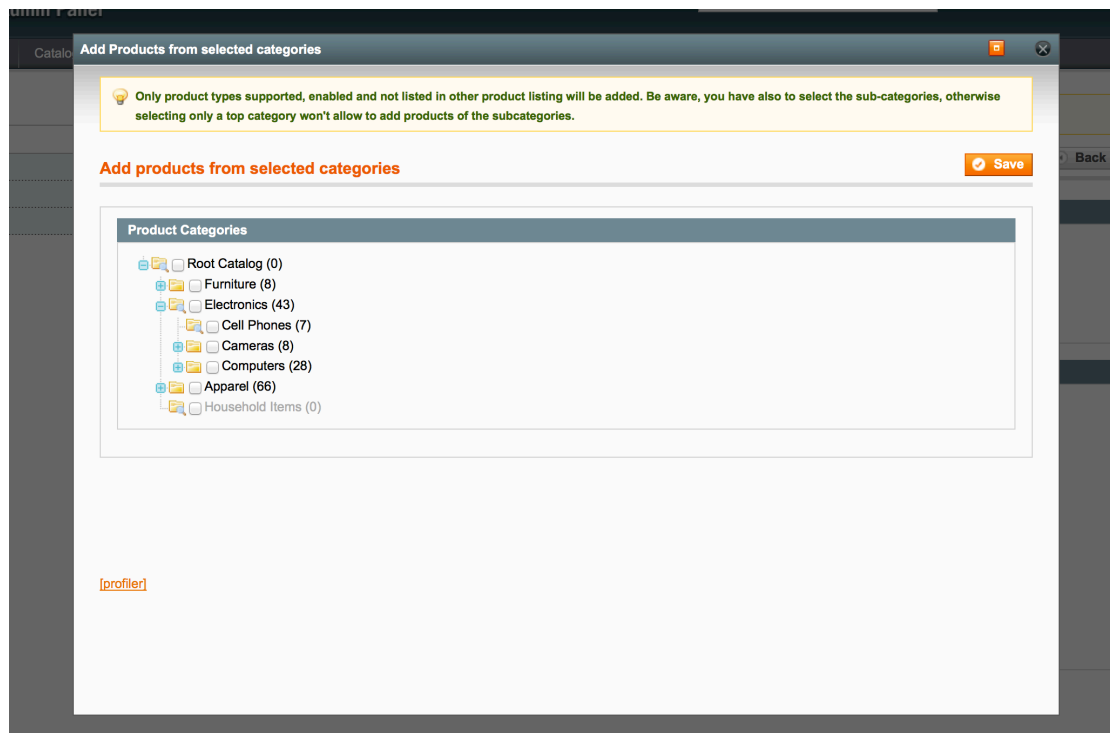 Admin Panel
Add Products from selected categories
Only product types supported, enabled and not listed in other product listing will be added. Be aware, you have also to select the sub-categories, otherwise
selecting only a top category won't allow to add products of the subcategories.
Add products from selected categories
Save
Back
Product Categories
Root Catalog (0)
Furniture (8)
Electronics (43)
Cell Phones (7)
Cameras (8)
Computers (28)
Apparel (66)
Household Items (0)
[profiler]